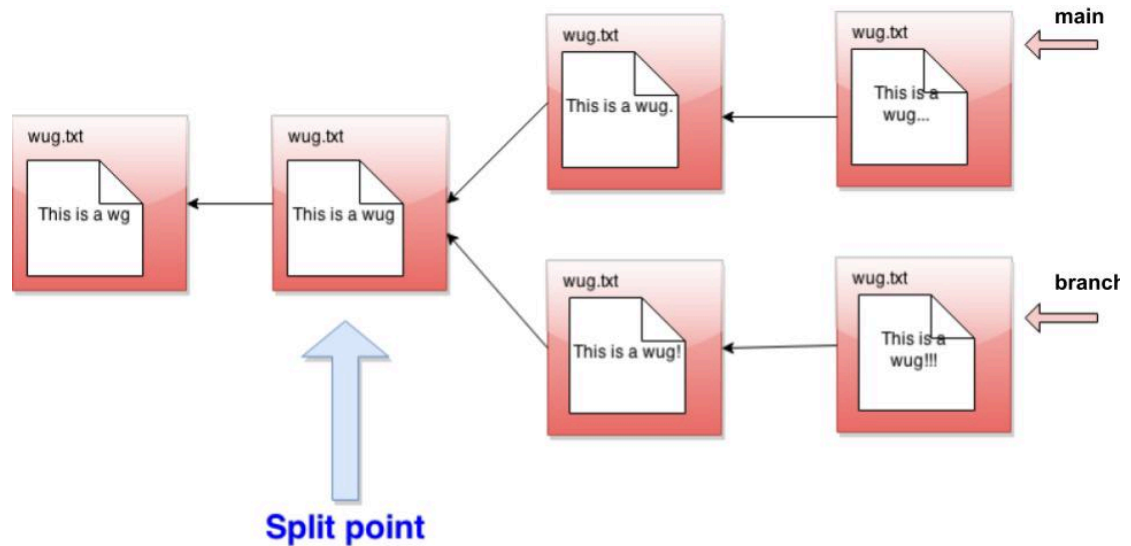 main
wug.txt
This is a wug.
wug.txt
This is a
wug...
wug.txt
This is a wg
wug.txt
This is a wug
wug.txt
This is a wug!
wug.txt
This is a
wug!!!
branch
Split point